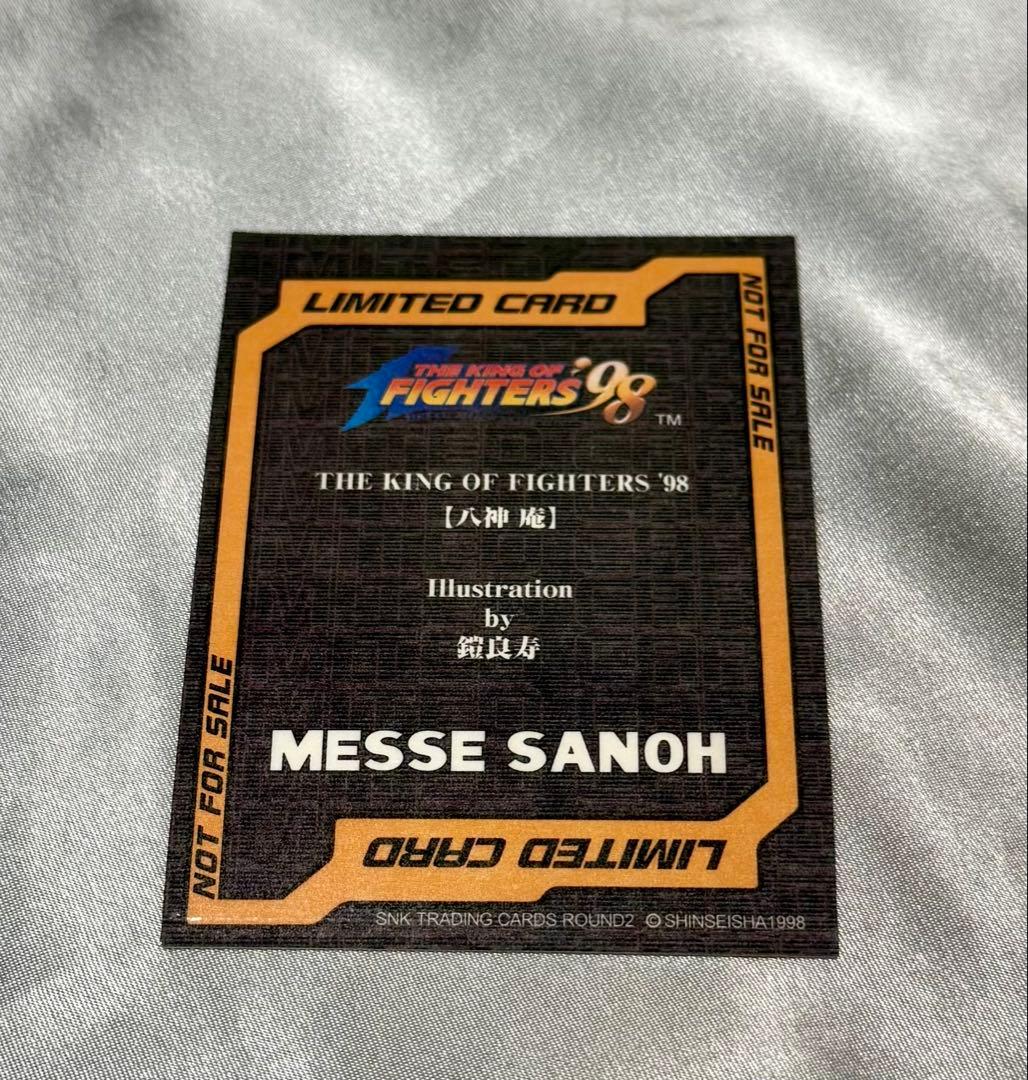 LIMITED CARD
NOT FOR SALE
THE KING OF
FIGHTERS '98
TM
THE KING OF FIGHTERS '98
【八神 庵】
Illustration
by
鎧良寿
MESSE SANOH
NOT FOR SALE
LIMITED CARD
SNK TRADING CARDS ROUND2 © SHINSEISHA1998